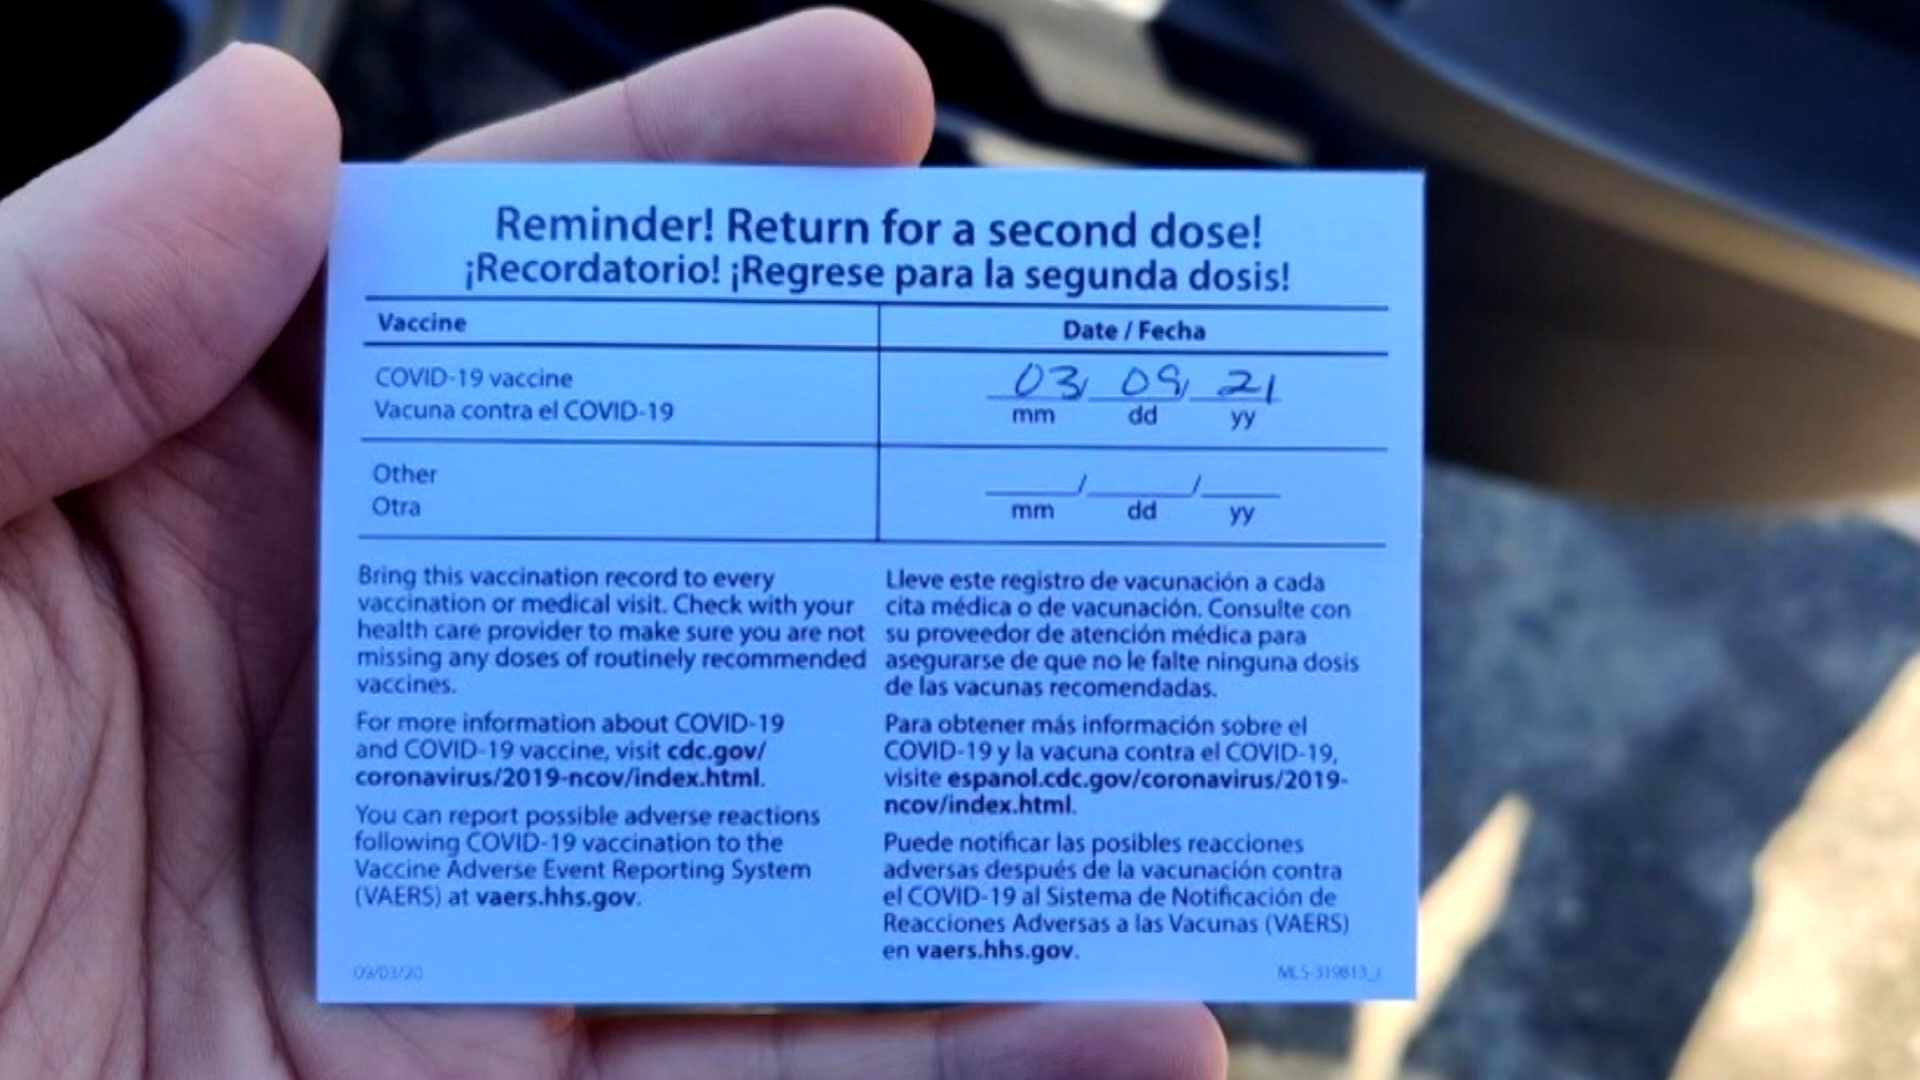 Reminder! Return for a second dose!
¡Recordatorio! ¡Regrese para la segunda dosis!
Vaccine
Date / Fecha
COVID-19 vaccine
Vacuna contra el COVID-19
03/ 09/ 21
mm dd yy
Other
Otra
/ /
mm dd yy
Bring this vaccination record to every
vaccination or medical visit. Check with your
health care provider to make sure you are not
missing any doses of routinely recommended
vaccines.
For more information about COVID-19
and COVID-19 vaccine, visit cdc.gov/
coronavirus/2019-ncov/index.html.
You can report possible adverse reactions
following COVID-19 vaccination to the
Vaccine Adverse Event Reporting System
(VAERS) at vaers.hhs.gov.
09/03/20
Lleve este registro de vacunación a cada
cita médica o de vacunación. Consulte con
su proveedor de atención médica para
asegurarse de que no le falte ninguna dosis
de las vacunas recomendadas.
Para obtener más información sobre el
COVID-19 y la vacuna contra el COVID-19,
visite espanol.cdc.gov/coronavirus/2019-
ncov/index.html.
Puede notificar las posibles reacciones
adversas después de la vacunación contra
el COVID-19 al Sistema de Notificación de
Reacciones Adversas a las Vacunas (VAERS)
en vaers.hhs.gov.